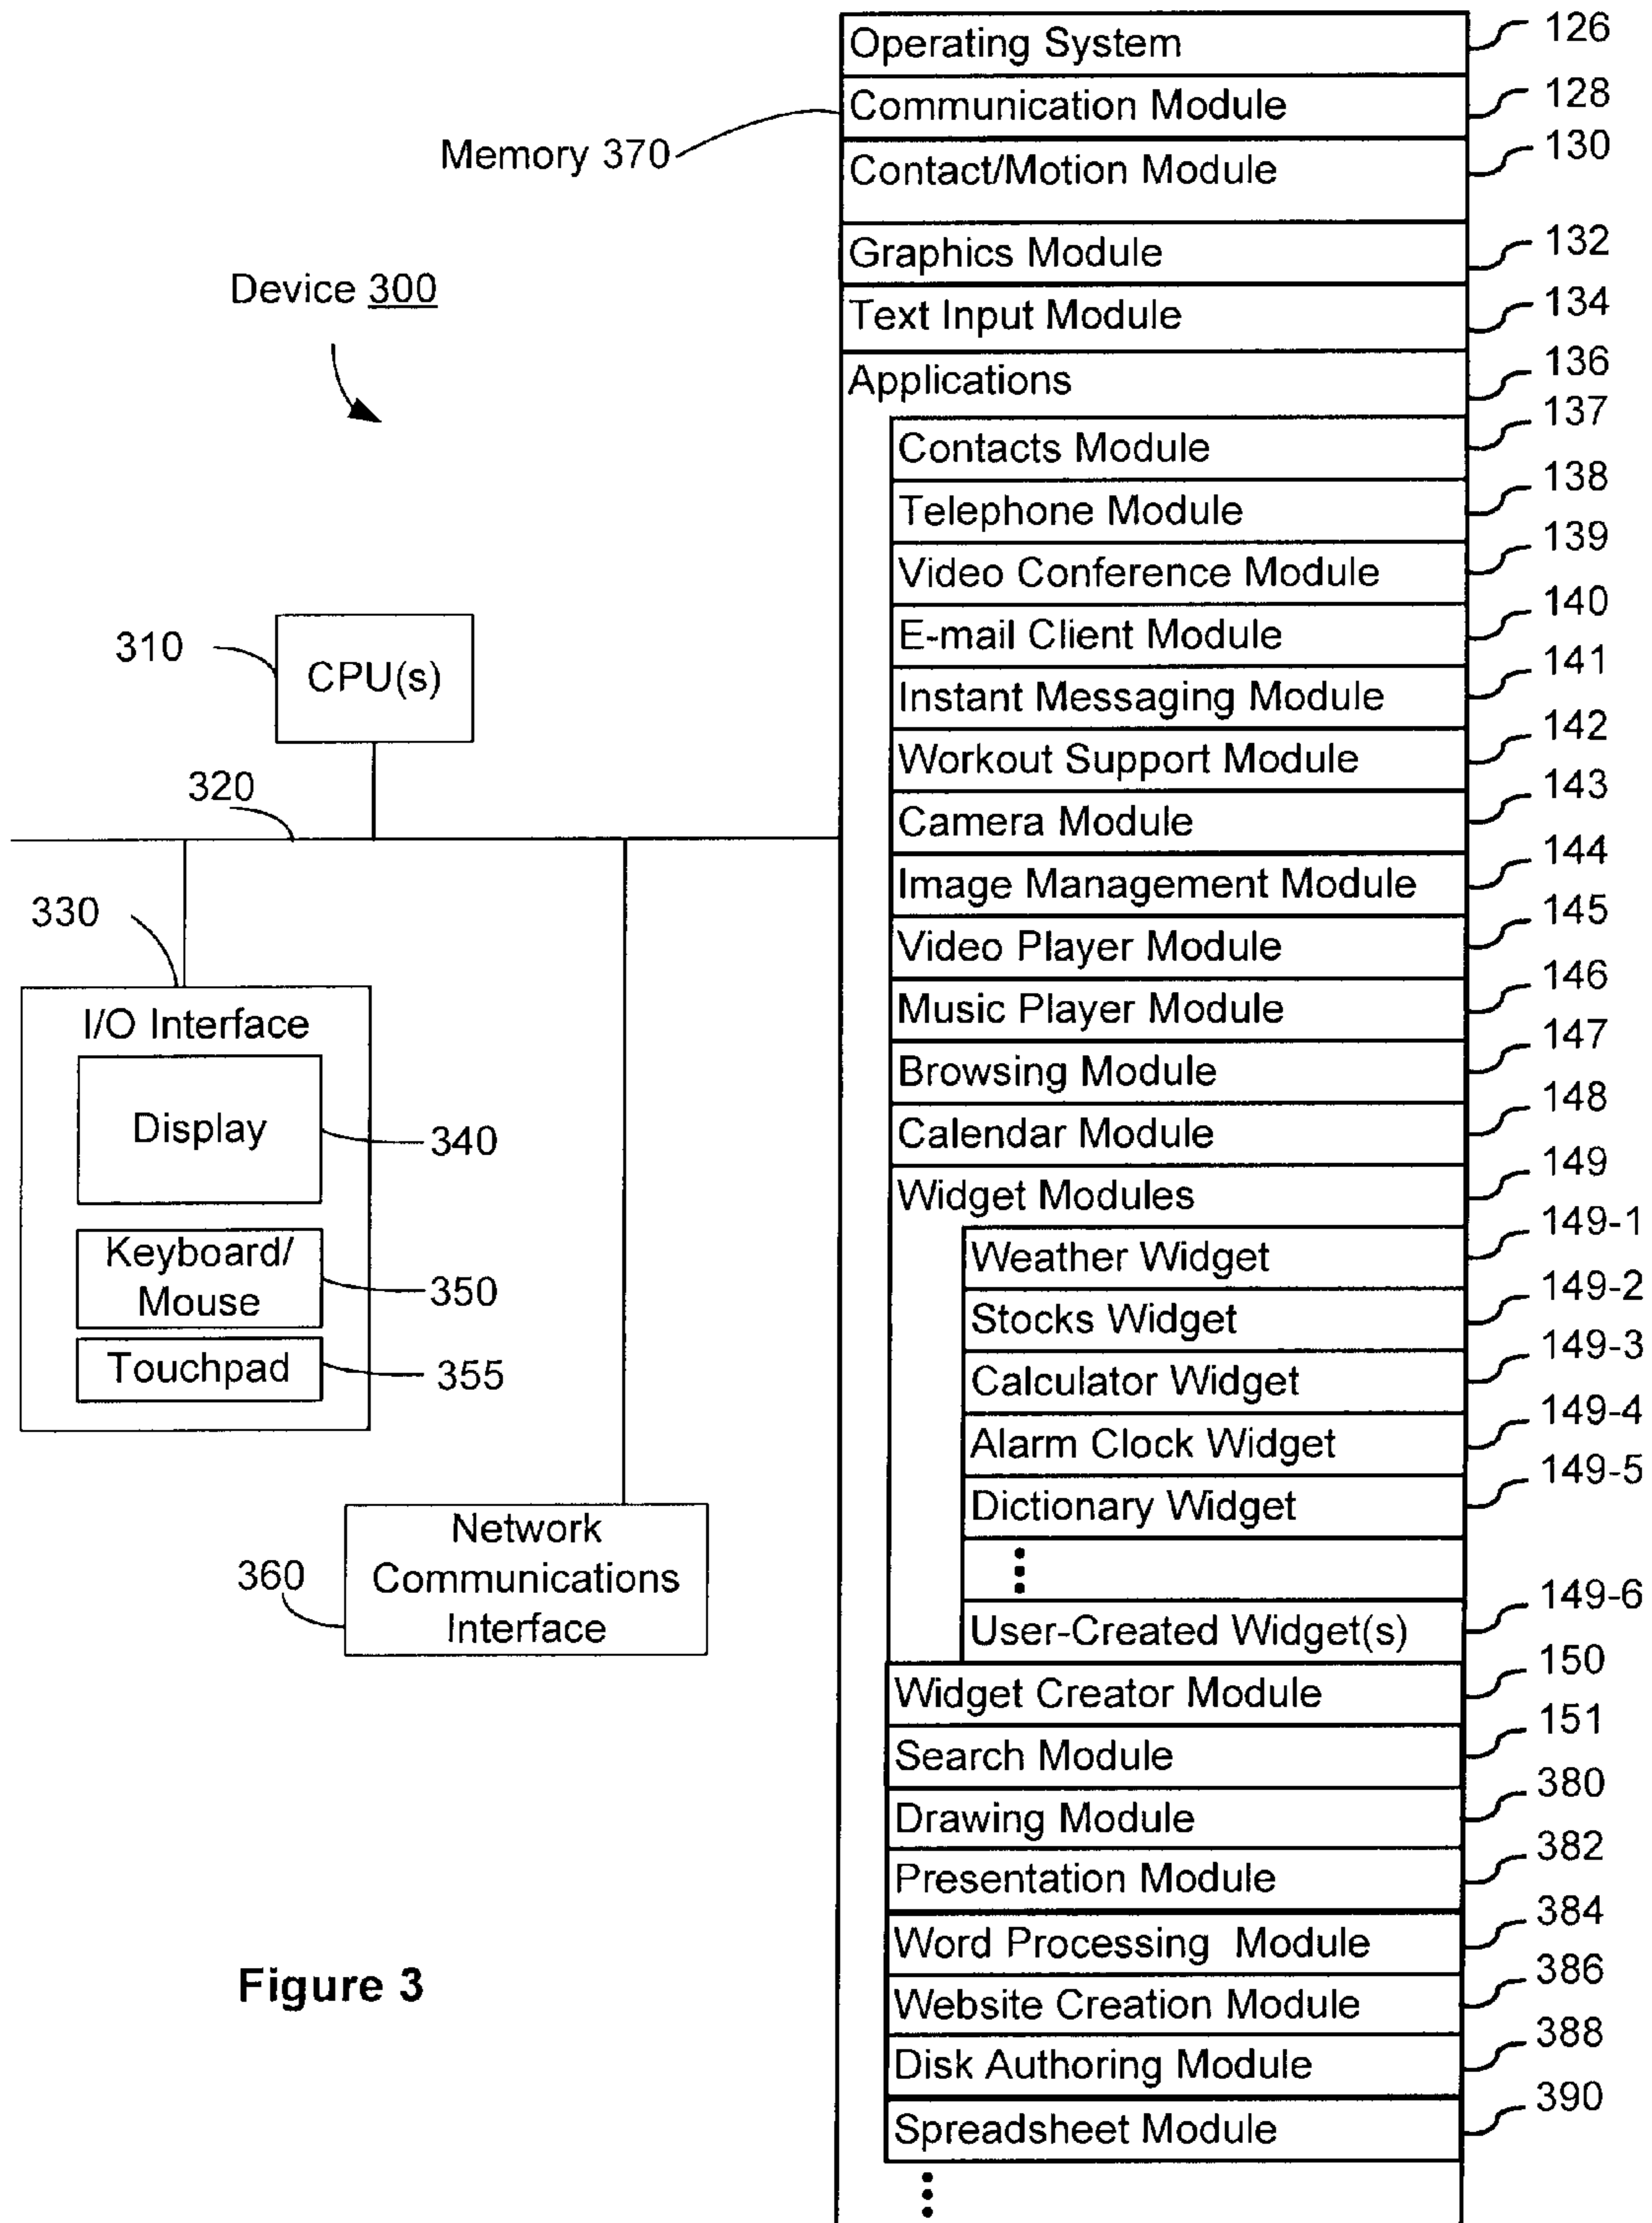 Operating System 126
Communication Module 128
Memory 370
Contact/Motion Module 130
Graphics Module 132
Device 300
Text Input Module 134
Applications 136
Contacts Module 137
Telephone Module 138
Video Conference Module 139
E-mail Client Module 140
310
CPU(s)
Instant Messaging Module 141
Workout Support Module 142
320
Camera Module 143
Image Management Module 144
330
Video Player Module 145
I/O Interface
Music Player Module 146
Browsing Module 147
Display
340
Calendar Module 148
Widget Modules 149
Keyboard/
Mouse
350
Weather Widget 149-1
Stocks Widget 149-2
Touchpad
355
Calculator Widget 149-3
Alarm Clock Widget 149-4
Dictionary Widget 149-5
Network
Communications
Interface
360
User-Created Widget(s) 149-6
Widget Creator Module 150
Search Module 151
Drawing Module 380
Presentation Module 382
Word Processing Module 384
Figure 3
Website Creation Module 386
Disk Authoring Module 388
Spreadsheet Module 390